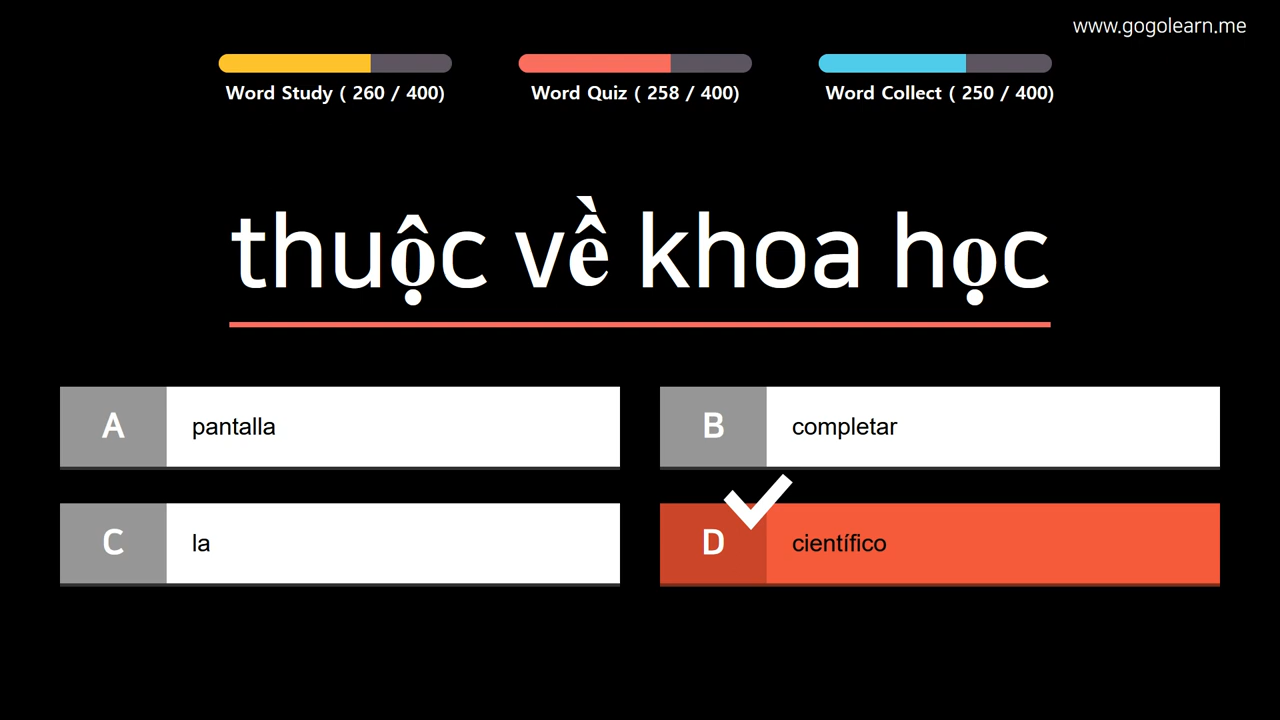 www.gogolearn.me
Word Study ( 260 / 400)
Word Quiz ( 258 / 400)
Word Collect ( 250 / 400)
thuộc về khoa học
A pantalla
B completar
C la
D científico